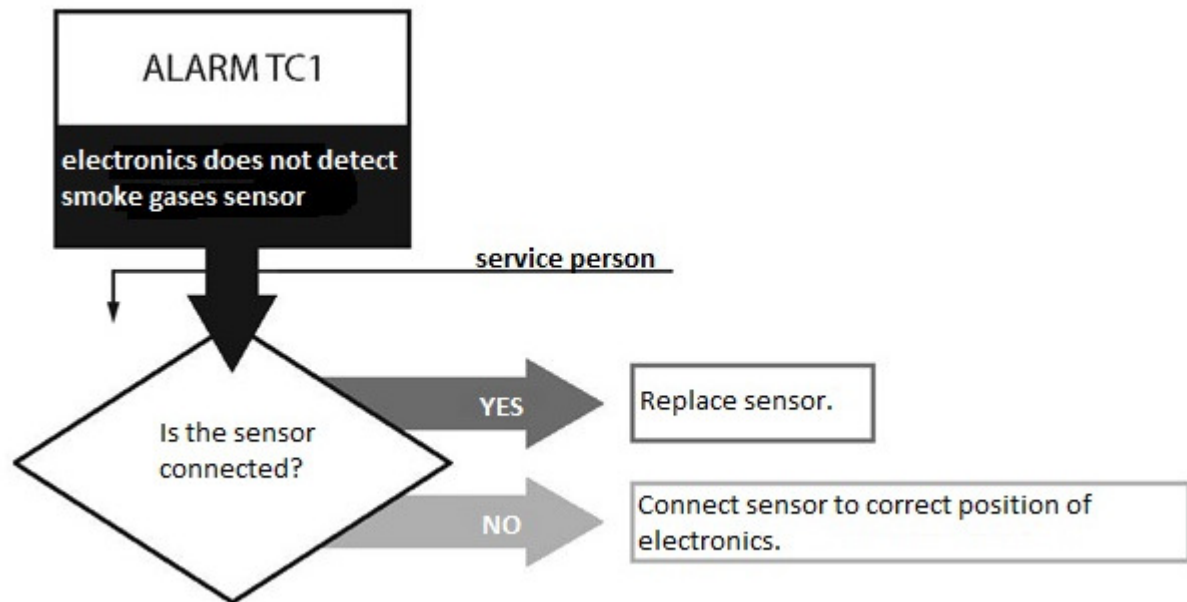 ALARM TC1
electronics does not detect
smoke gases sensor
service person
Is the sensor
connected?
YES
Replace sensor.
NO
Connect sensor to correct position of
electronics.